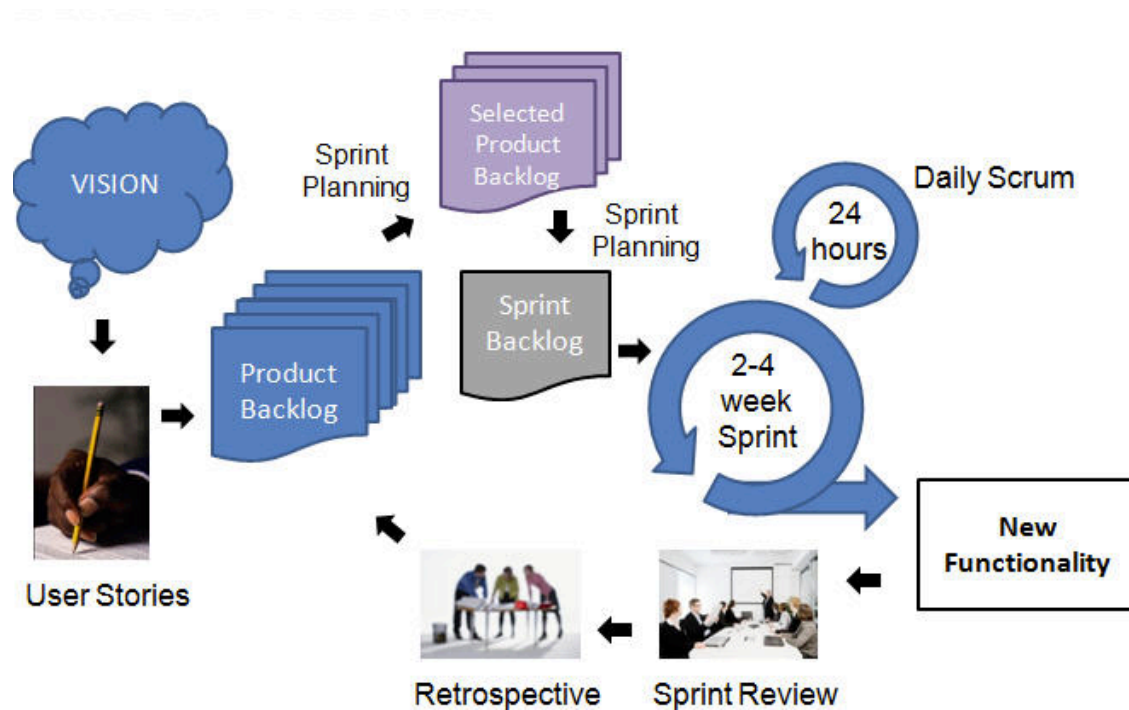 VISION
User Stories
Product
Backlog
Sprint
Planning
Selected
Product
Backlog
Sprint
Planning
Sprint
Backlog
2-4
week
Sprint
24
hours
Daily Scrum
New
Functionality
Sprint Review
Retrospective